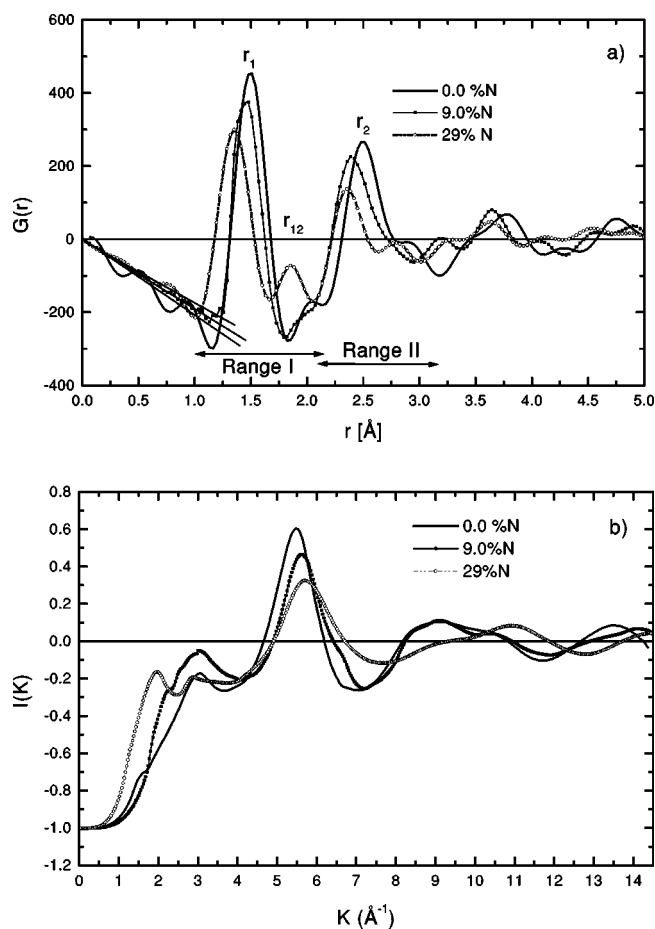 a)
r1
r2
r12
0.0 %N
9.0%N
29% N
600
400
200
0
-200
-400
G(r)
Range I
Range II
0.0 0.5 1.0 1.5 2.0 2.5 3.0 3.5 4.0 4.5 5.0
r [Å]
b)
0.0 %N
9.0%N
29%N
0.8
0.6
0.4
0.2
0.0
-0.2
-0.4
-0.6
-0.8
-1.0
-1.2
I(K)
0 1 2 3 4 5 6 7 8 9 10 11 12 13 14
K (Å⁻¹)